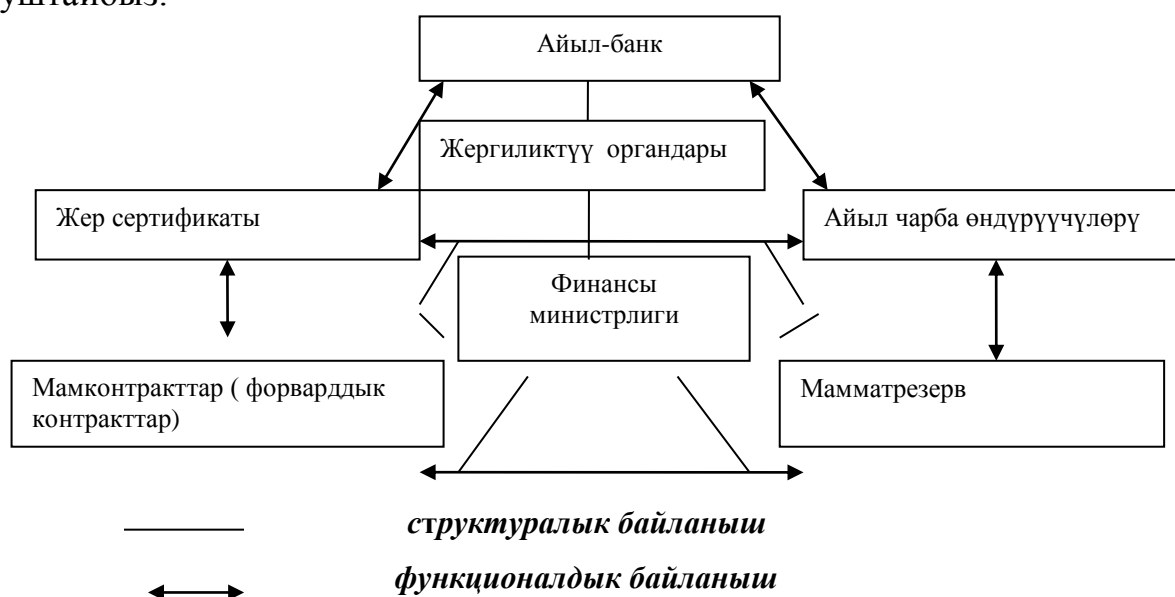 уштайбыз.
Айыл-банк
Жергиликтүү органдары
Жер сертификаты
Айыл чарба өндүрүүчүлөрү
Финансы
министрлиги
Мамконтракттар ( форварддык
контракттар)
Мамматрезерв
структуралык байланыш
функционалдык байланыш